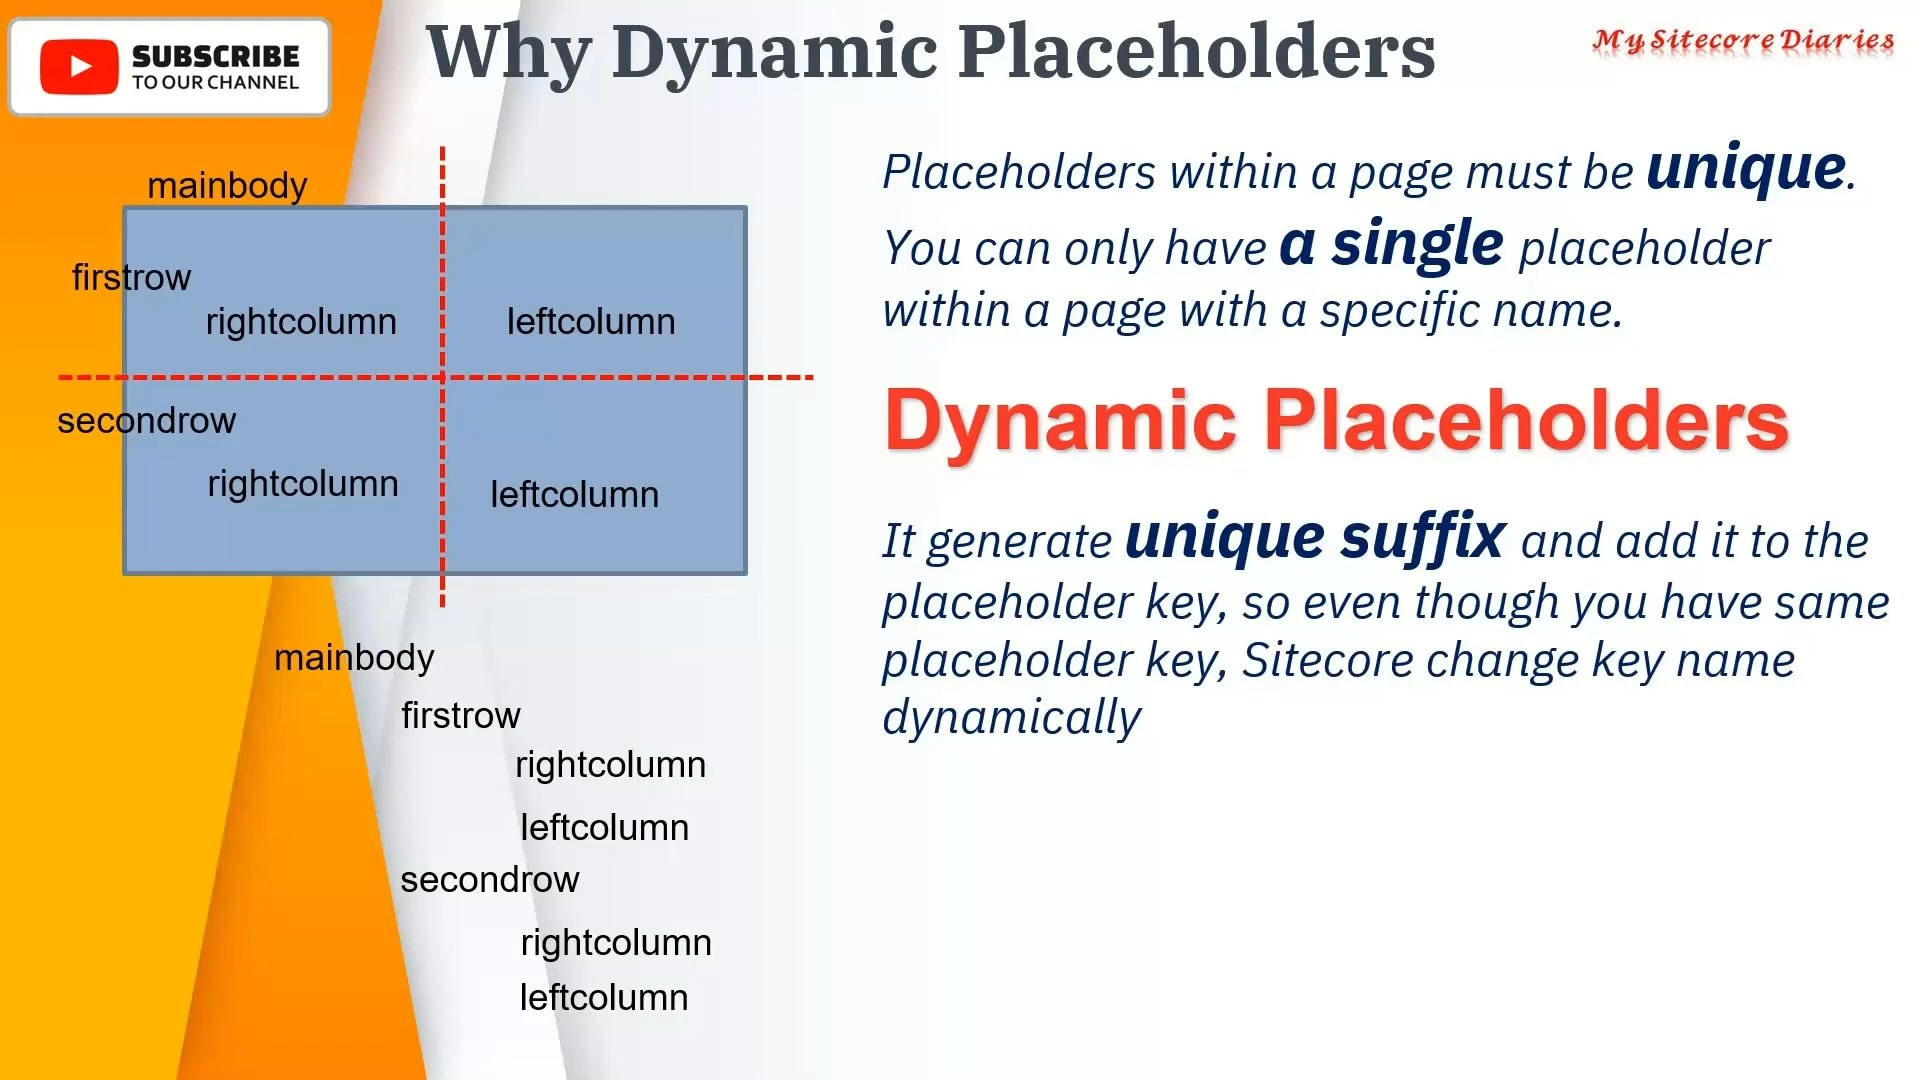 SUBSCRIBE
TO OUR CHANNEL
Why Dynamic Placeholders
My Sitecore Diaries
mainbody
firstrow
rightcolumn leftcolumn
secondrow
rightcolumn leftcolumn
mainbody
firstrow
rightcolumn
leftcolumn
secondrow
rightcolumn
leftcolumn
Placeholders within a page must be unique.
You can only have a single placeholder
within a page with a specific name.
Dynamic Placeholders
It generate unique suffix and add it to the
placeholder key, so even though you have same
placeholder key, Sitecore change key name
dynamically